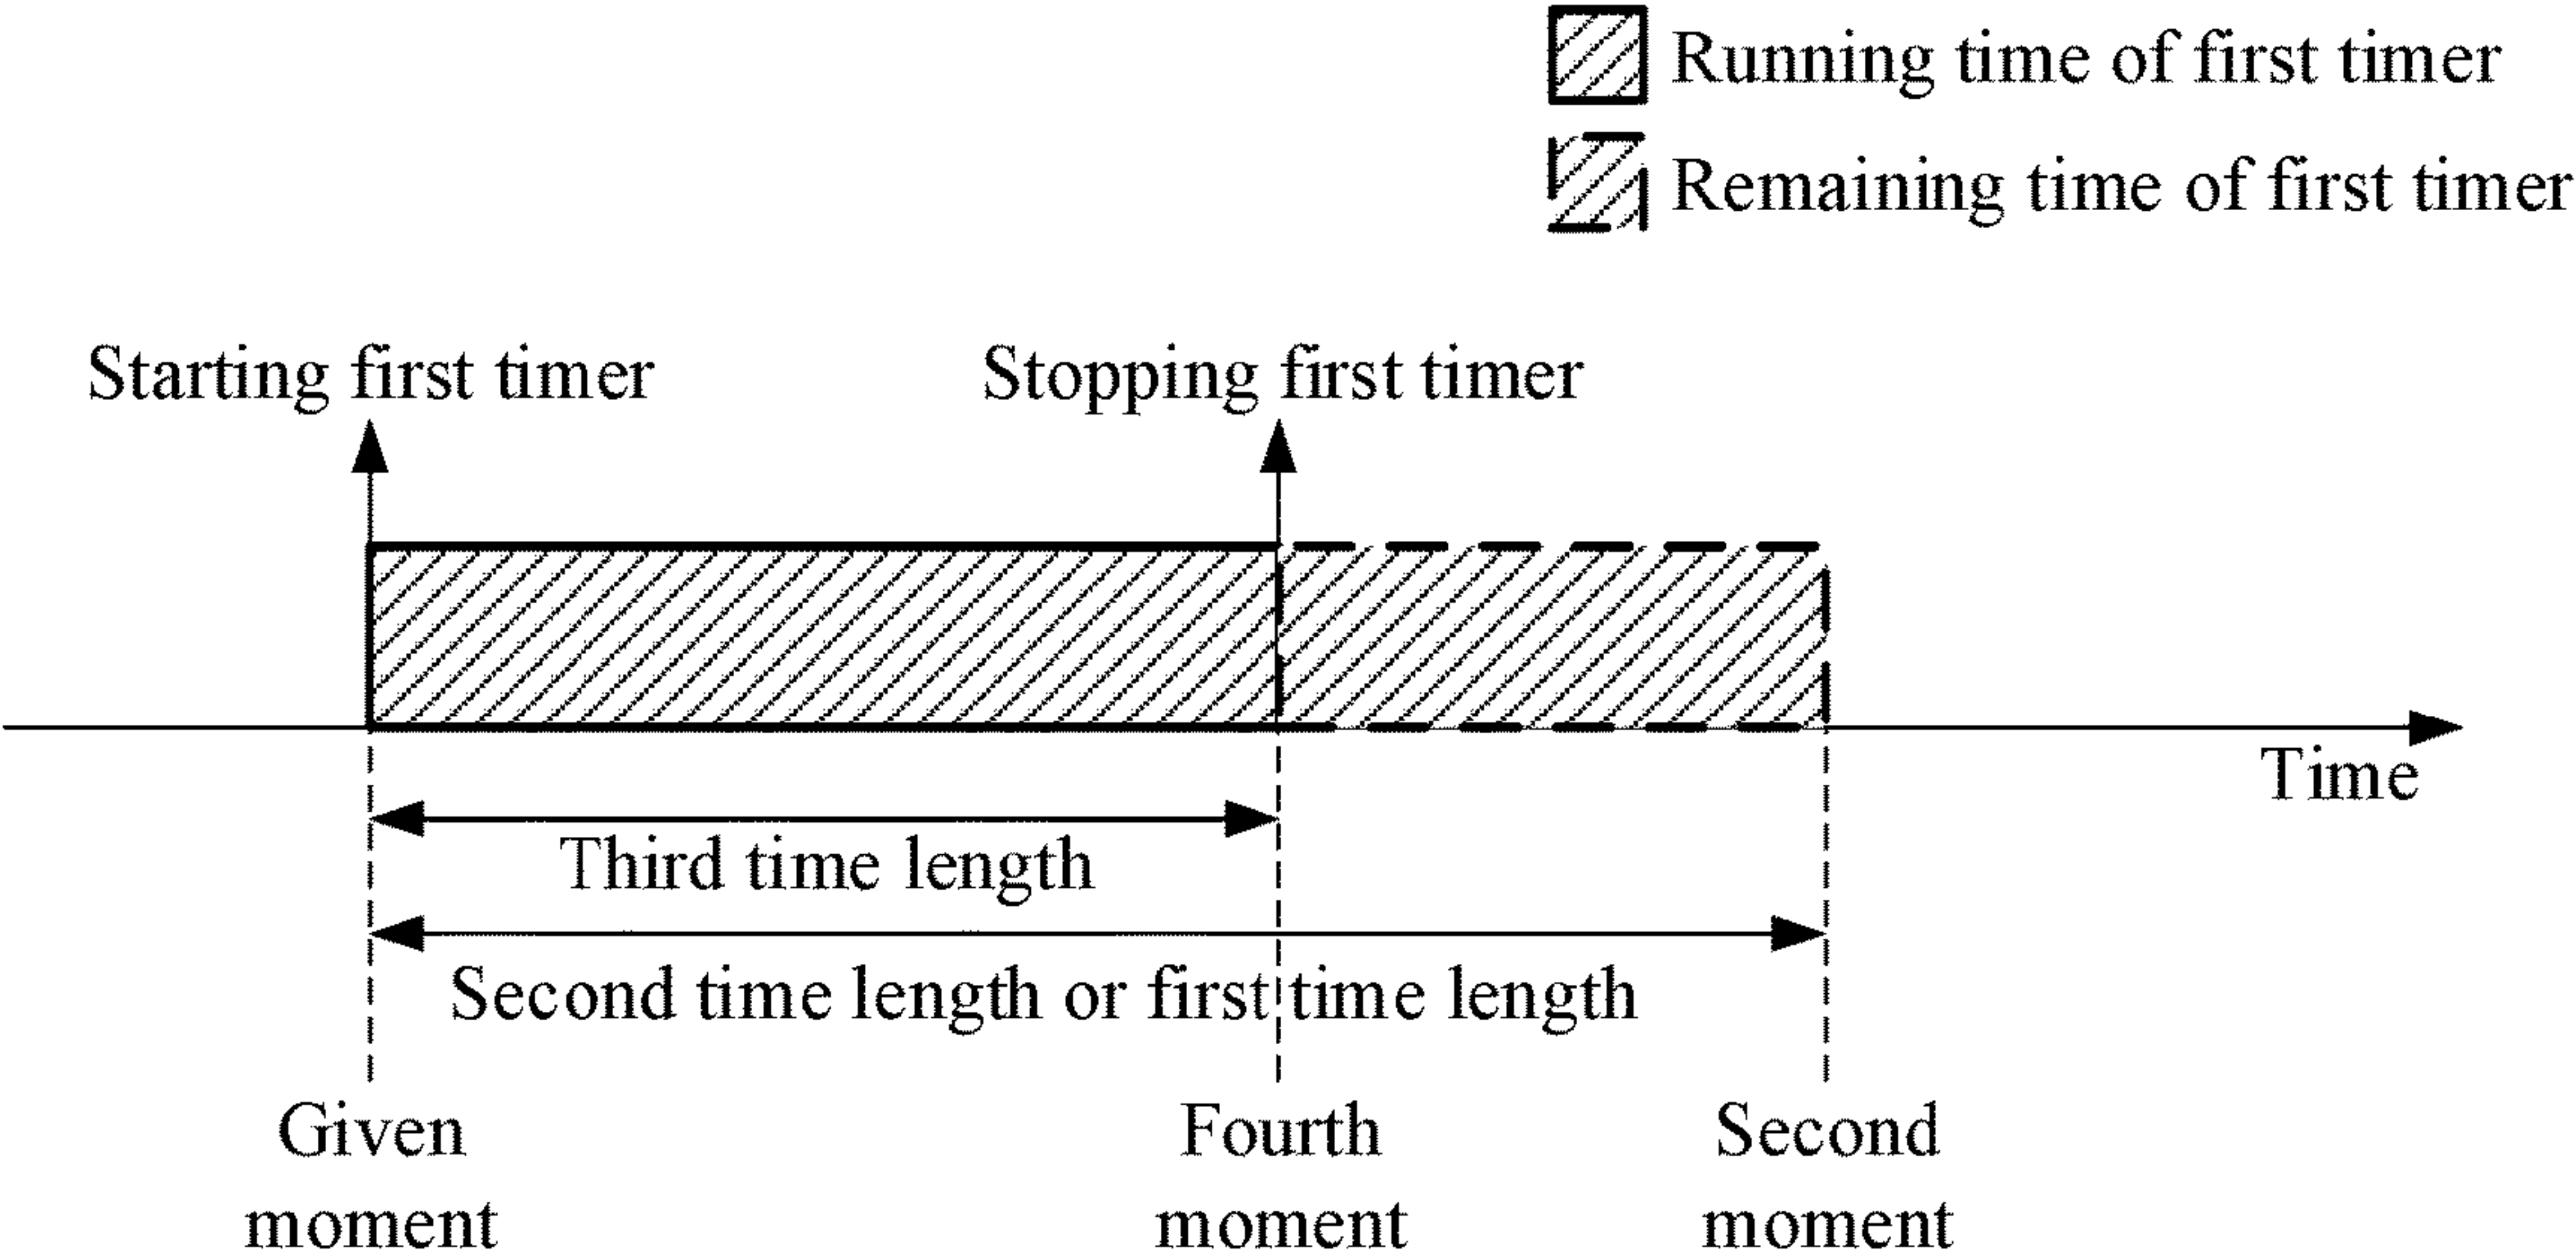 Running time of first timer
Remaining time of first timer
Starting first timer
Stopping first timer
Time
Third time length
Second time length or first time length
Given
moment
Fourth
moment
Second
moment